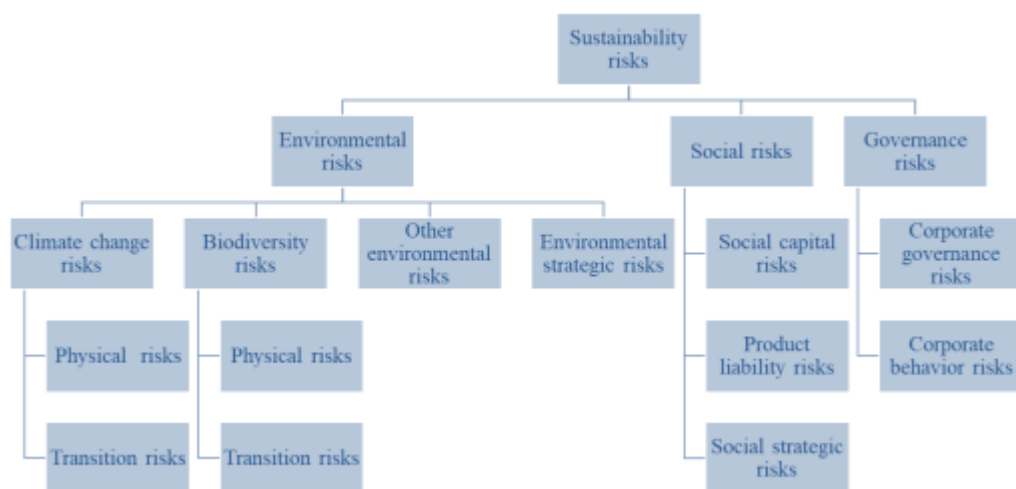 Sustainability
risks
Environmental
risks
Social risks
Governance
risks
Climate change
risks
Biodiversity
risks
Other
environmental risks
Environmental
strategic risks
Social capital
risks
Corporate
governance
risks
Physical risks
Physical risks
Product
liability risks
Corporate
behavior risks
Transition risks
Transition risks
Social strategic
risks